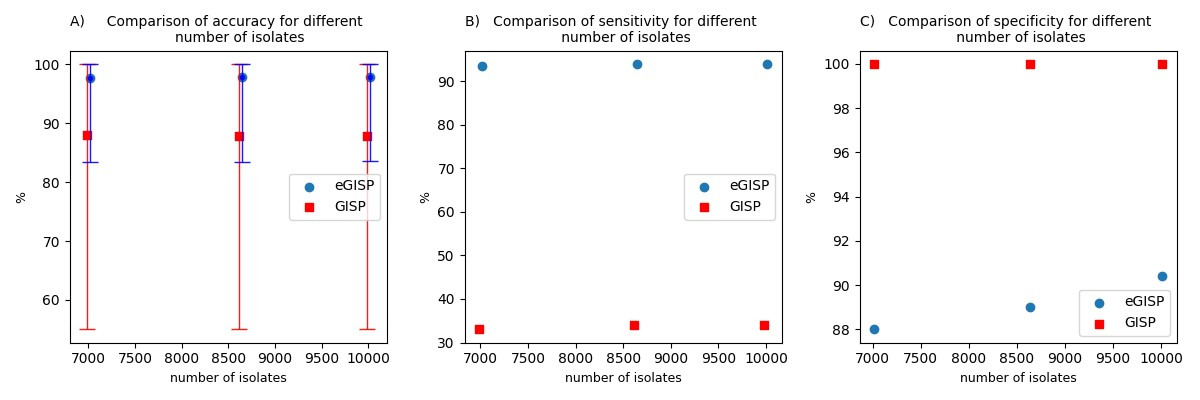 A) Comparison of accuracy for different
number of isolates
100
90
80
70
60
%
7000 7500 8000 8500 9000 9500 10000
number of isolates
eGISP
GISP
B) Comparison of sensitivity for different
number of isolates
90
80
70
60
50
40
30
%
7000 7500 8000 8500 9000 9500 10000
number of isolates
eGISP
GISP
C) Comparison of specificity for different
number of isolates
100
98
96
94
92
90
88
%
7000 7500 8000 8500 9000 9500 10000
number of isolates
eGISP
GISP